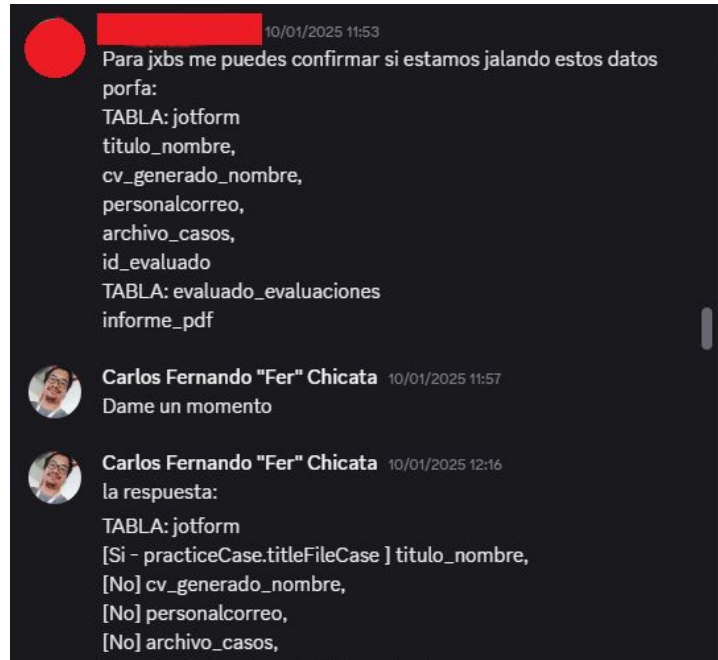 10/01/2025 11:53
Para jxbs me puedes confirmar si estamos jalando estos datos
porfa:
TABLA: jotform
titulo_nombre,
cv_generado_nombre,
personalcorreo,
archivo_casos,
id_evaluado
TABLA: evaluado_evaluaciones
informe_pdf
Carlos Fernando "Fer" Chicata 10/01/2025 11:57
Dame un momento
Carlos Fernando "Fer" Chicata 10/01/2025 12:16
la respuesta:
TABLA: jotform
[Si - practiceCase.titleFileCase ] titulo_nombre,
[No] cv_generado_nombre,
[No] personalcorreo,
[No] archivo_casos,